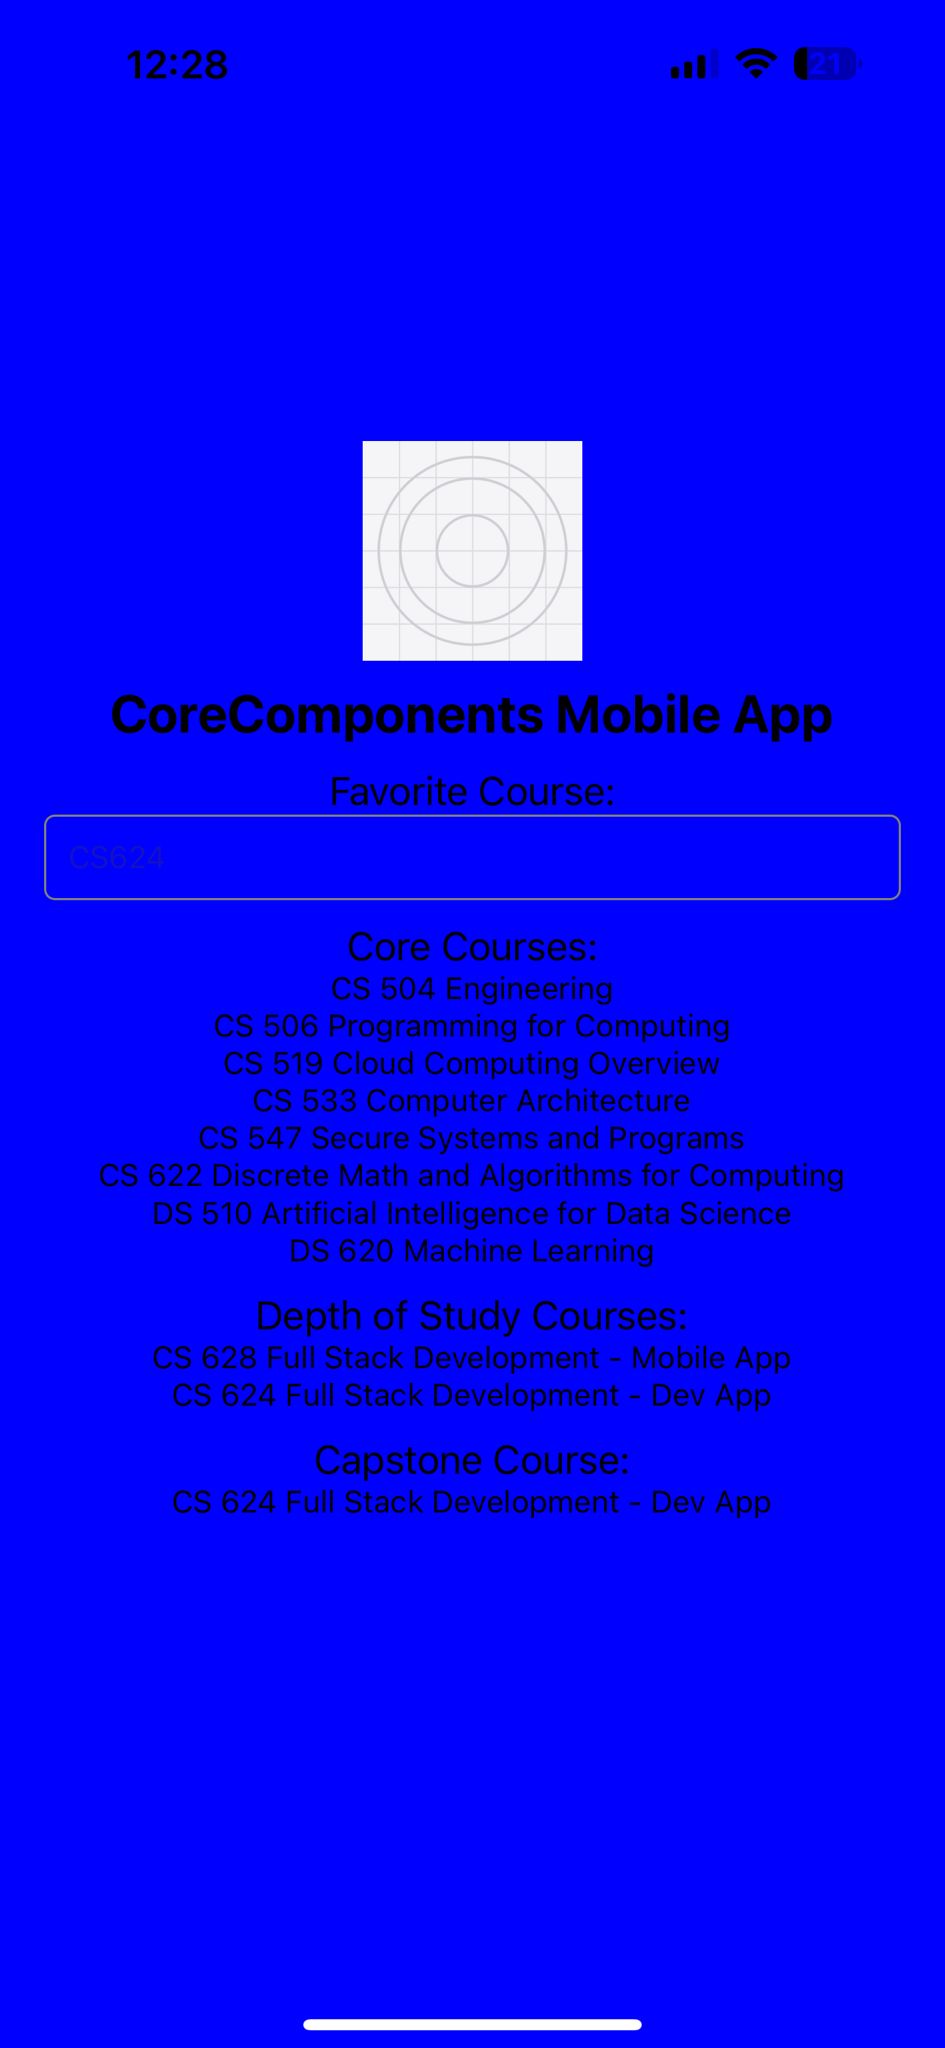 12:28
21
CoreComponents Mobile App
Favorite Course:
CS624
Core Courses:
CS 504 Engineering
CS 506 Programming for Computing
CS 519 Cloud Computing Overview
CS 533 Computer Architecture
CS 547 Secure Systems and Programs
CS 622 Discrete Math and Algorithms for Computing
DS 510 Artificial Intelligence for Data Science
DS 620 Machine Learning
Depth of Study Courses:
CS 628 Full Stack Development - Mobile App
CS 624 Full Stack Development - Dev App
Capstone Course:
CS 624 Full Stack Development - Dev App